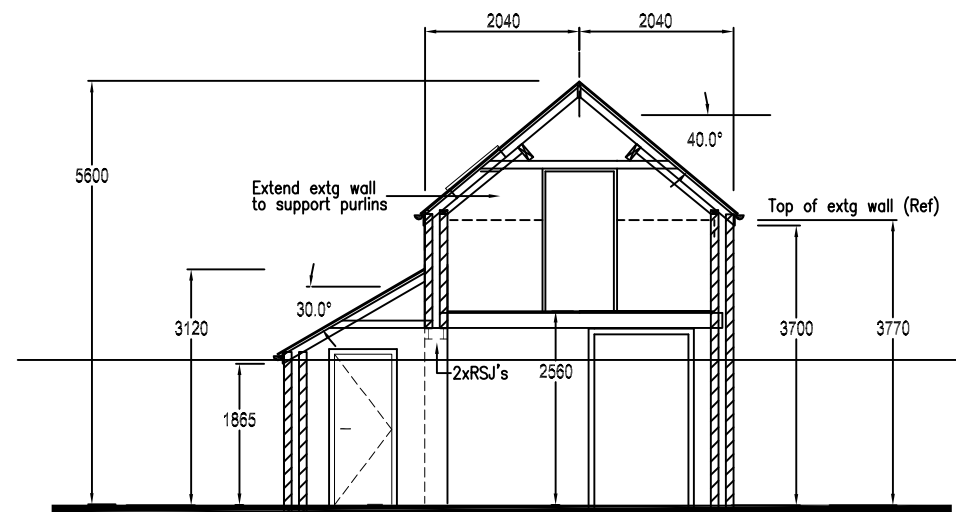 2040 2040
40.0°
5600
Extend extg wall
to support purlins
Top of extg wall (Ref)
30.0°
3120
3700
3770
2560
2xRSJ's
1865